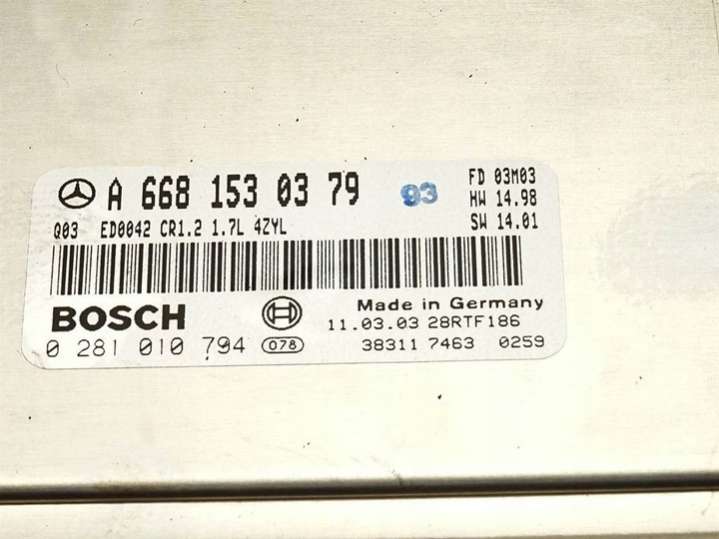 A 668 153 03 79 93 FD 03M03
HW 14.98
Q03 ED0042 CR1.2 1.7L 4ZYL SW 14.01
BOSCH Made in Germany
11.03.03 28RTF186
0 281 010 794 078 38311 7463 0259